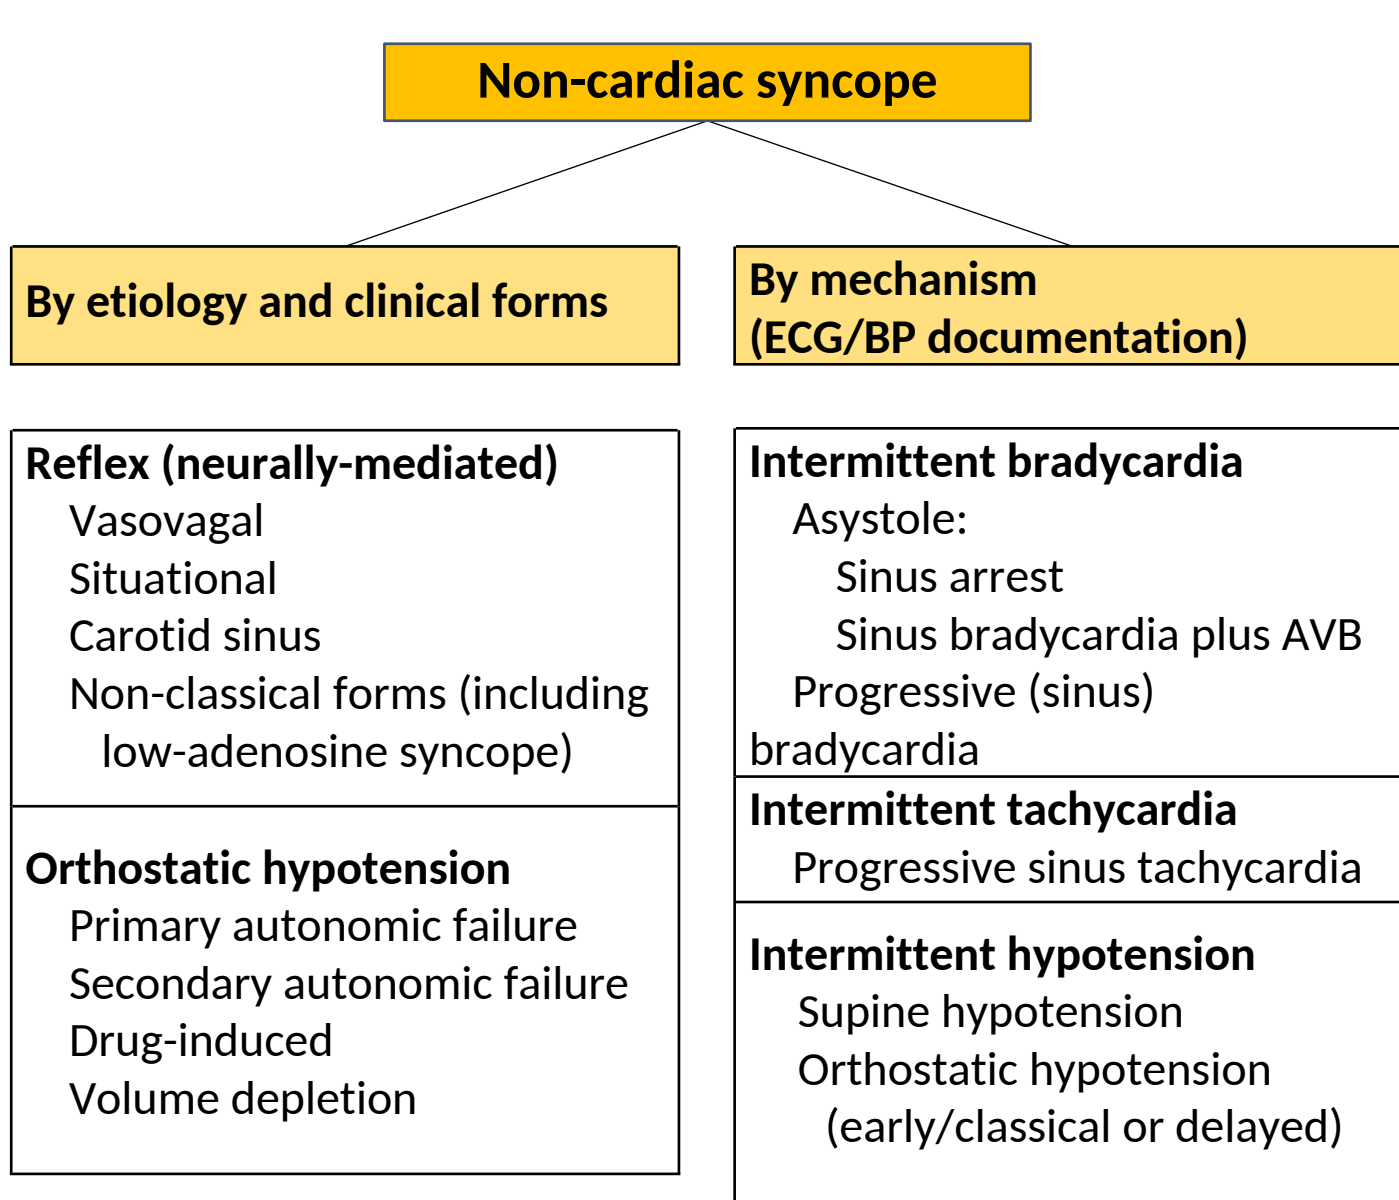 Non-cardiac syncope
By etiology and clinical forms
Reflex (neurally-mediated)
Vasovagal
Situational
Carotid sinus
Non-classical forms (including
low-adenosine syncope)
Orthostatic hypotension
Primary autonomic failure
Secondary autonomic failure
Drug-induced
Volume depletion
By mechanism
(ECG/BP documentation)
Intermittent bradycardia
Asystole:
Sinus arrest
Sinus bradycardia plus AVB
Progressive (sinus)
bradycardia
Intermittent tachycardia
Progressive sinus tachycardia
Intermittent hypotension
Supine hypotension
Orthostatic hypotension
(early/classical or delayed)